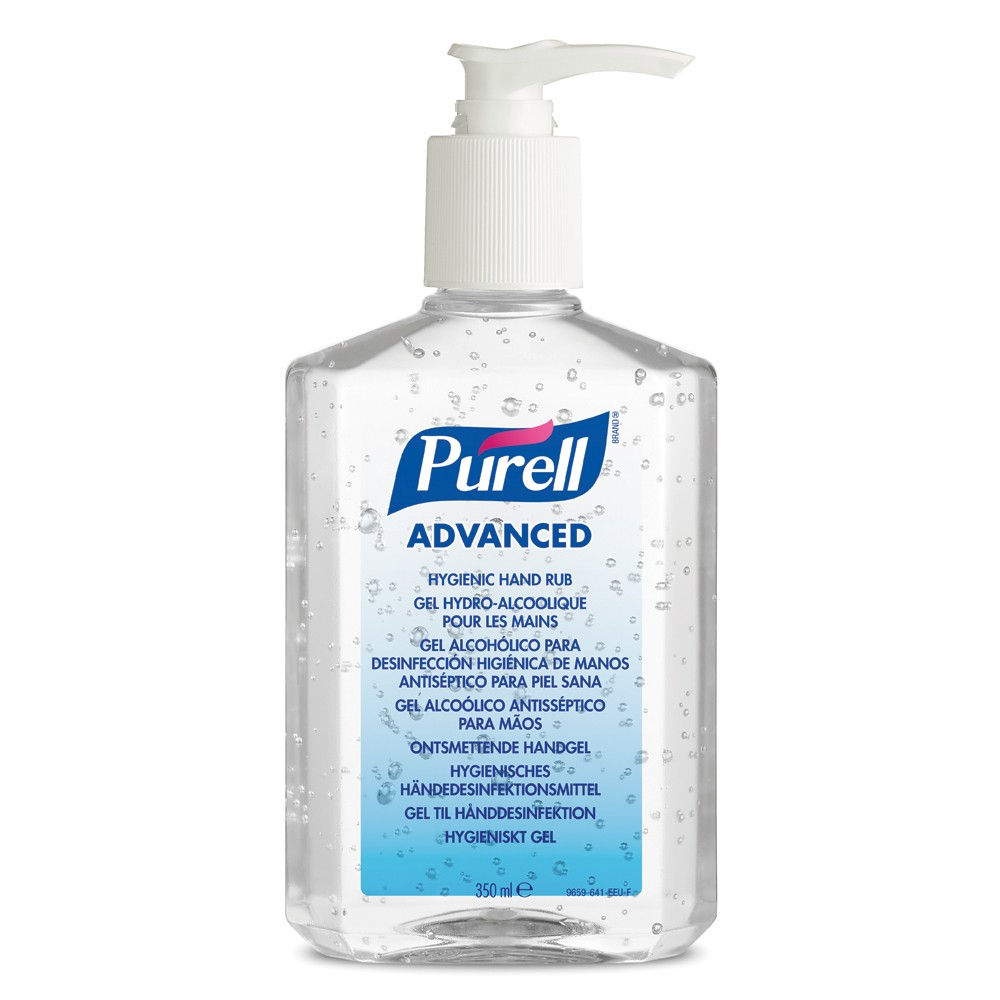 Purell
BRAND®
ADVANCED
HYGIENIC HAND RUB
GEL HYDRO-ALCOOLIQUE
POUR LES MAINS
GEL ALCOHÓLICO PARA
DESINFECCIÓN HIGIÉNICA DE MANOS
ANTISÉPTICO PARA PIEL SANA
GEL ALCOÓLICO ANTISSÉPTICO
PARA MÃOS
ONTSMETTENDE HANDGEL
HYGIENISCHES
HÄNDEDESINFEKTIONSMITTEL
GEL TIL HÅNDDESINFEKTION
HYGIENISKT GEL
350 ml ℮
9659-641-EEU-F